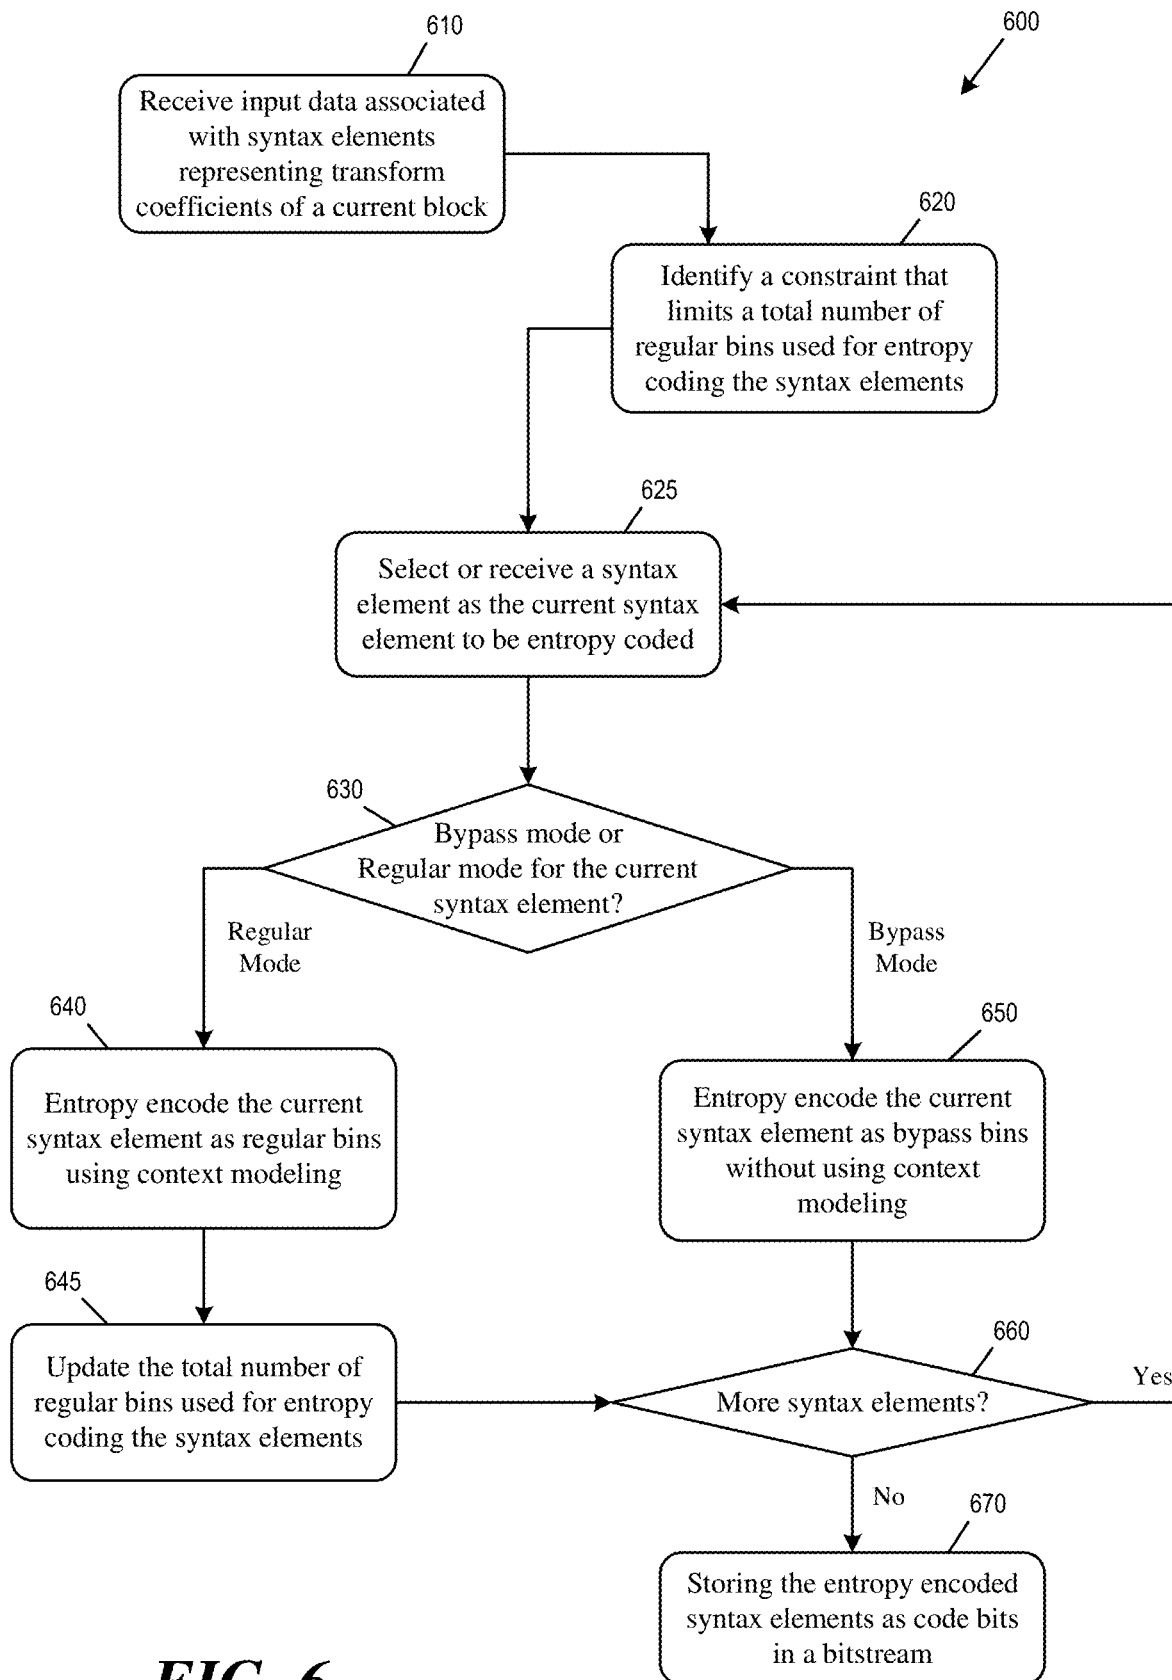 610
600
Receive input data associated
with syntax elements
representing transform
coefficients of a current block
620
Identify a constraint that
limits a total number of
regular bins used for entropy
coding the syntax elements
625
Select or receive a syntax
element as the current syntax
element to be entropy coded
630
Bypass mode or
Regular mode for the current
syntax element?
Regular
Mode
Bypass
Mode
640
Entropy encode the current
syntax element as regular bins
using context modeling
650
Entropy encode the current
syntax element as bypass bins
without using context
modeling
645
Update the total number of
regular bins used for entropy
coding the syntax elements
660
More syntax elements?
Yes
No
670
Storing the entropy encoded
syntax elements as code bits
in a bitstream
FIG. 6